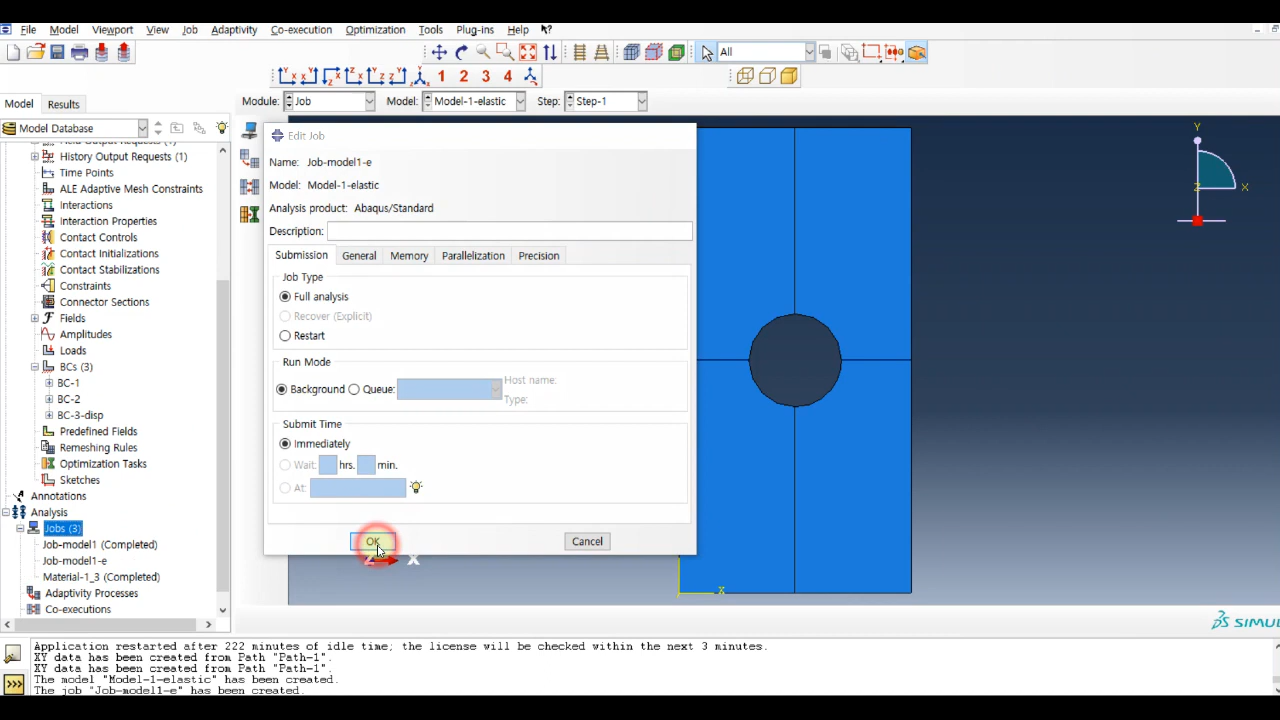 File Model Viewport View Job Adaptivity Co-execution Optimization Tools Plug-ins Help
All
1 2 3 4
Model Results
Module: Job Model: Model-1-elastic Step: Step-1
Model Database
History Output Requests (1)
Time Points
ALE Adaptive Mesh Constraints
Interactions
Interaction Properties
Contact Controls
Contact Initializations
Contact Stabilizations
Constraints
Connector Sections
Fields
Amplitudes
Loads
BCs (3)
BC-1
BC-2
BC-3-disp
Predefined Fields
Remeshing Rules
Optimization Tasks
Sketches
Annotations
Analysis
Jobs (3)
Job-model1 (Completed)
Job-model1-e
Material-1_3 (Completed)
Adaptivity Processes
Co-executions
Edit Job
Name: Job-model1-e
Model: Model-1-elastic
Analysis product: Abaqus/Standard
Description:
Submission General Memory Parallelization Precision
Job Type
Full analysis
Recover (Explicit)
Restart
Run Mode
Background Queue: Host name:
Type:
Submit Time
Immediately
Wait: hrs. min.
At:
OK Cancel
Z X
X
Y
Z X
SIMUL
Application restarted after 222 minutes of idle time; the license will be checked within the next 3 minutes.
XY data has been created from Path "Path-1".
XY data has been created from Path "Path-1".
The model "Model-1-elastic" has been created.
The job "Job-model1-e" has been created.